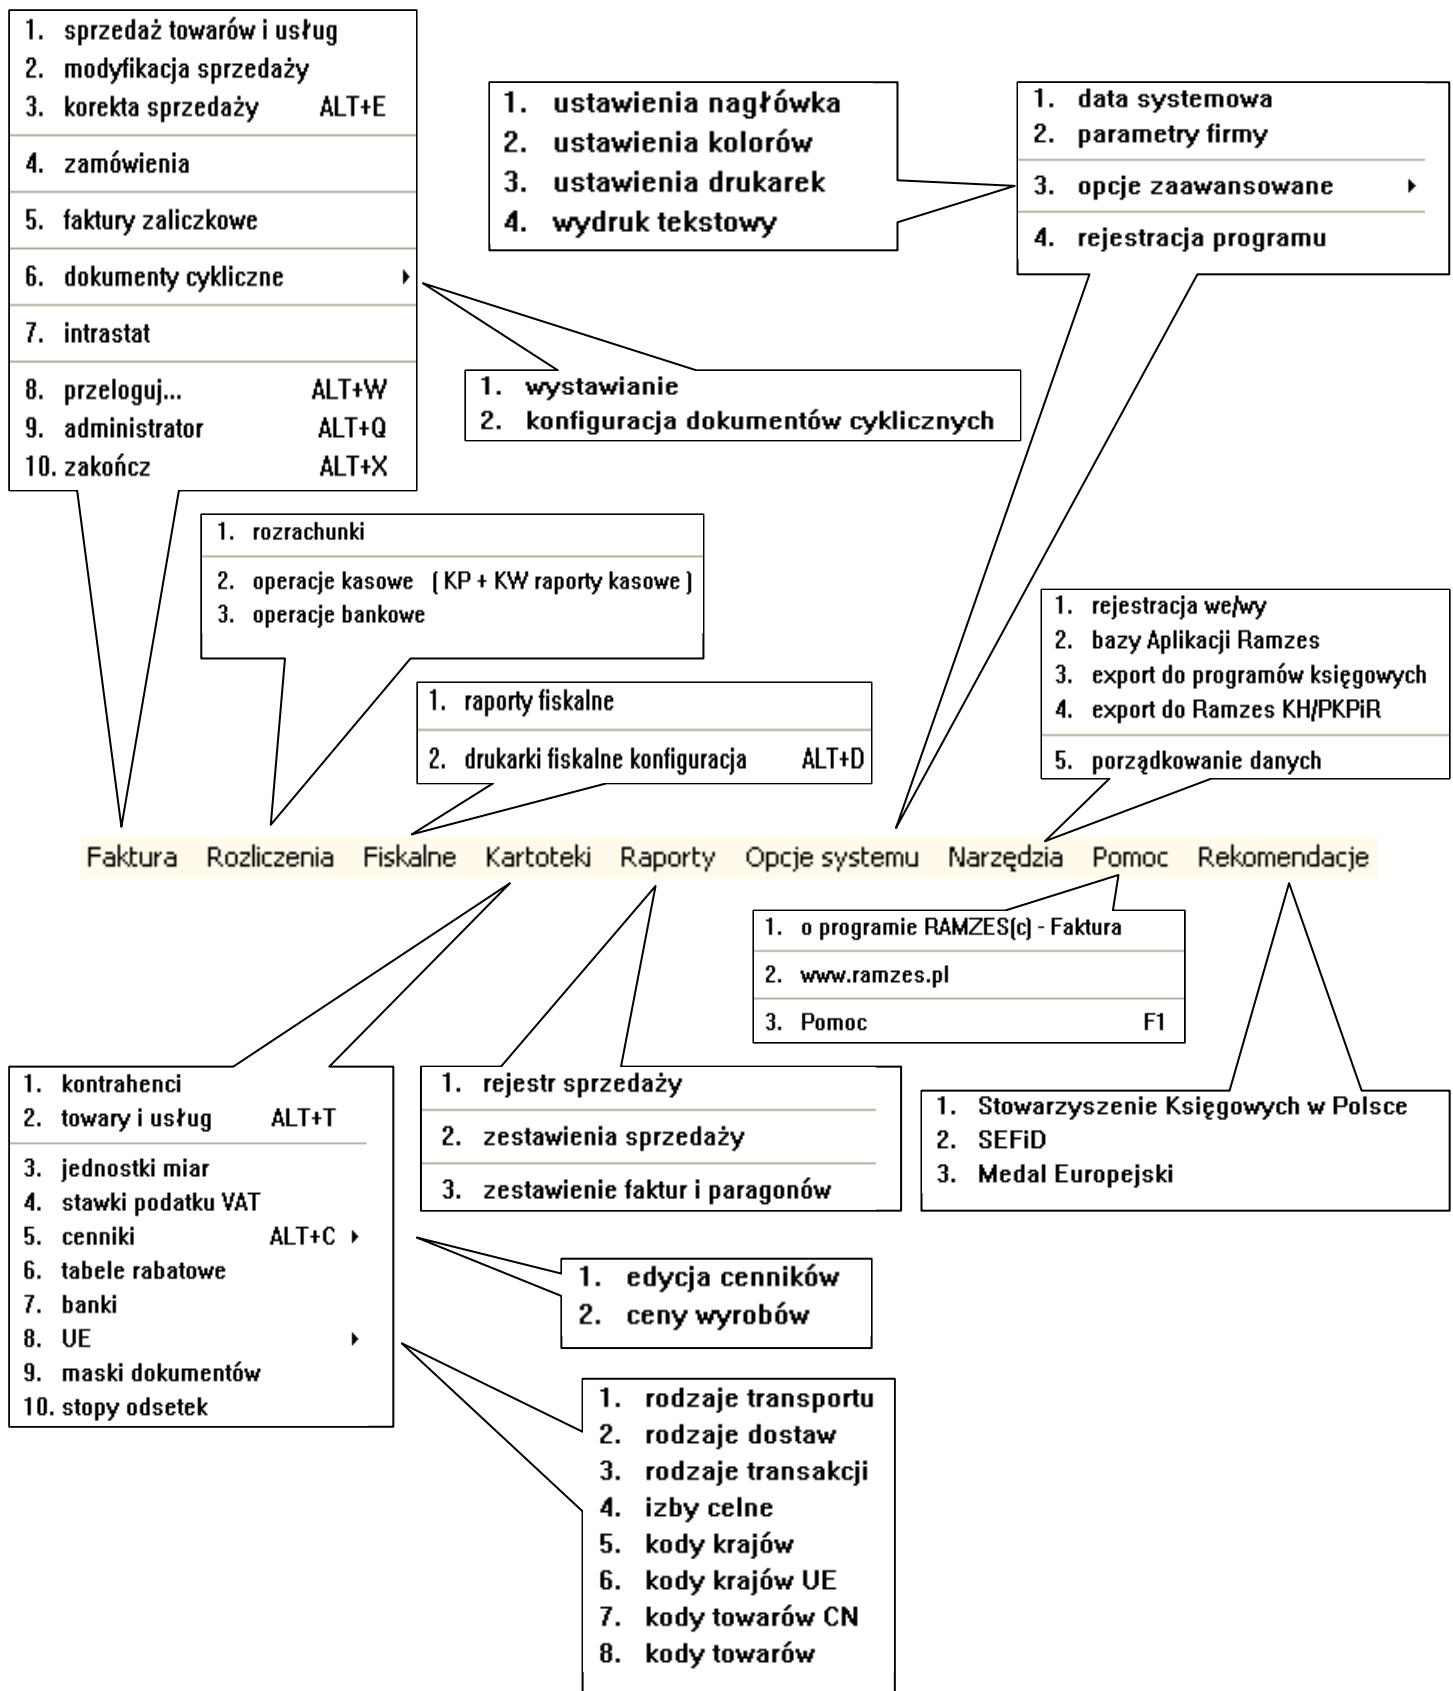 1. sprzedaż towarów i usług
2. modyfikacja sprzedaży
3. korekta sprzedaży ALT+E
4. zamówienia
5. faktury zaliczkowe
6. dokumenty cykliczne
7. intrastat
8. przeloguj... ALT+W
9. administrator ALT+Q
10. zakończ ALT+X
1. ustawienia nagłówka
2. ustawienia kolorów
3. ustawienia drukarek
4. wydruk tekstowy
1. data systemowa
2. parametry firmy
3. opcje zaawansowane
4. rejestracja programu
1. wystawianie
2. konfiguracja dokumentów cyklicznych
1. rozrachunki
2. operacje kasowe ( KP + KW raporty kasowe )
3. operacje bankowe
1. raporty fiskalne
2. drukarki fiskalne konfiguracja ALT+D
1. rejestracja we/wy
2. bazy Aplikacji Ramzes
3. export do programów księgowych
4. export do Ramzes KH/PKPiR
5. porządkowanie danych
Faktura Rozliczenia Fiskalne Kartoteki Raporty Opcje systemu Narzędzia Pomoc Rekomendacje
1. o programie RAMZES(c) - Faktura
2. www.ramzes.pl
3. Pomoc F1
1. kontrahenci
2. towary i usług ALT+T
3. jednostki miar
4. stawki podatku VAT
5. cenniki ALT+C
6. tabele rabatowe
7. banki
8. UE
9. maski dokumentów
10. stopy odsetek
1. rejestr sprzedaży
2. zestawienia sprzedaży
3. zestawienie faktur i paragonów
1. Stowarzyszenie Księgowych w Polsce
2. SEFiD
3. Medal Europejski
1. edycja cenników
2. ceny wyrobów
1. rodzaje transportu
2. rodzaje dostaw
3. rodzaje transakcji
4. izby celne
5. kody krajów
6. kody krajów UE
7. kody towarów CN
8. kody towarów